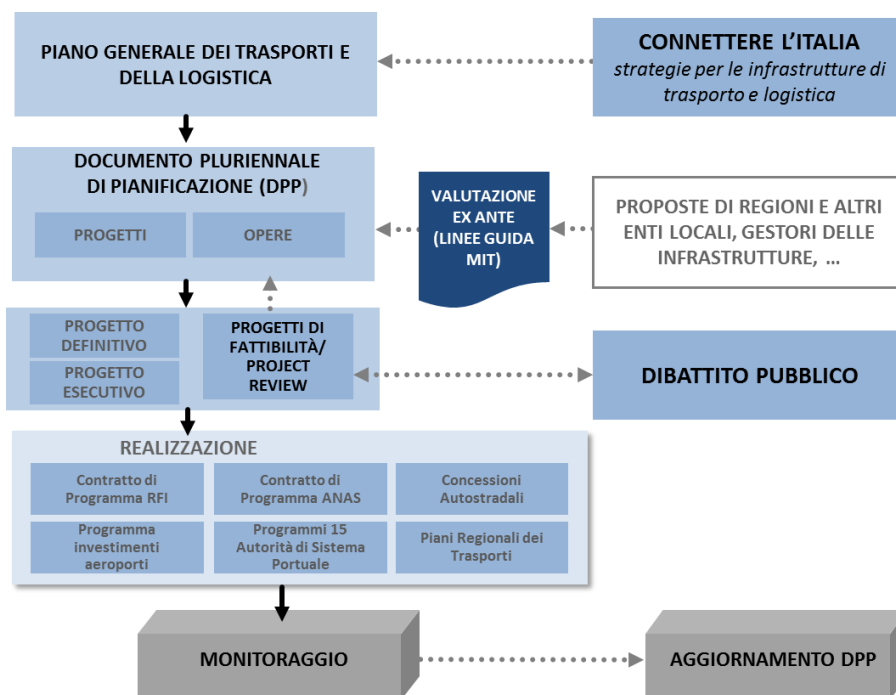 PIANO GENERALE DEI TRASPORTI E
DELLA LOGISTICA
CONNETTERE L'ITALIA
strategie per le infrastrutture di
trasporto e logistica
DOCUMENTO PLURIENNALE
DI PIANIFICAZIONE (DPP)
PROGETTI
OPERE
VALUTAZIONE
EX ANTE
(LINEE GUIDA
MIT)
PROPOSTE DI REGIONI E ALTRI
ENTI LOCALI, GESTORI DELLE
INFRASTRUTTURE, ...
PROGETTO
DEFINITIVO
PROGETTO
ESECUTIVO
PROGETTI DI
FATTIBILITÀ/
PROJECT
REVIEW
DIBATTITO PUBBLICO
REALIZZAZIONE
Contratto di
Programma RFI
Contratto di
Programma ANAS
Concessioni
Autostradali
Programma
investimenti
aeroporti
Programmi 15
Autorità di Sistema
Portuale
Piani Regionali dei
Trasporti
MONITORAGGIO
AGGIORNAMENTO DPP